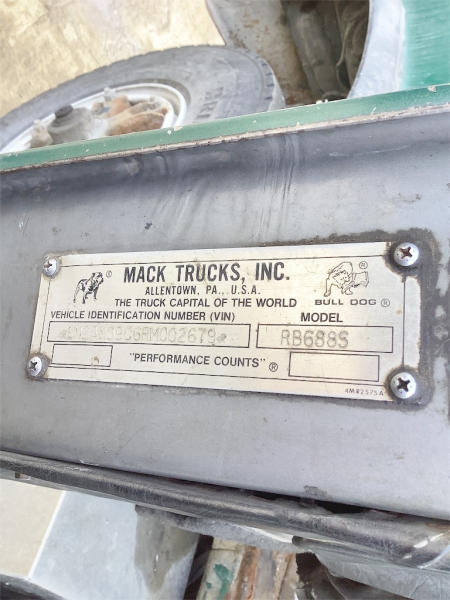 MACK TRUCKS, INC.
ALLENTOWN, PA., U.S.A.
THE TRUCK CAPITAL OF THE WORLD BULL DOG ®
VEHICLE IDENTIFICATION NUMBER (VIN) MODEL
RB688S
"PERFORMANCE COUNTS" ®
4MR2575A